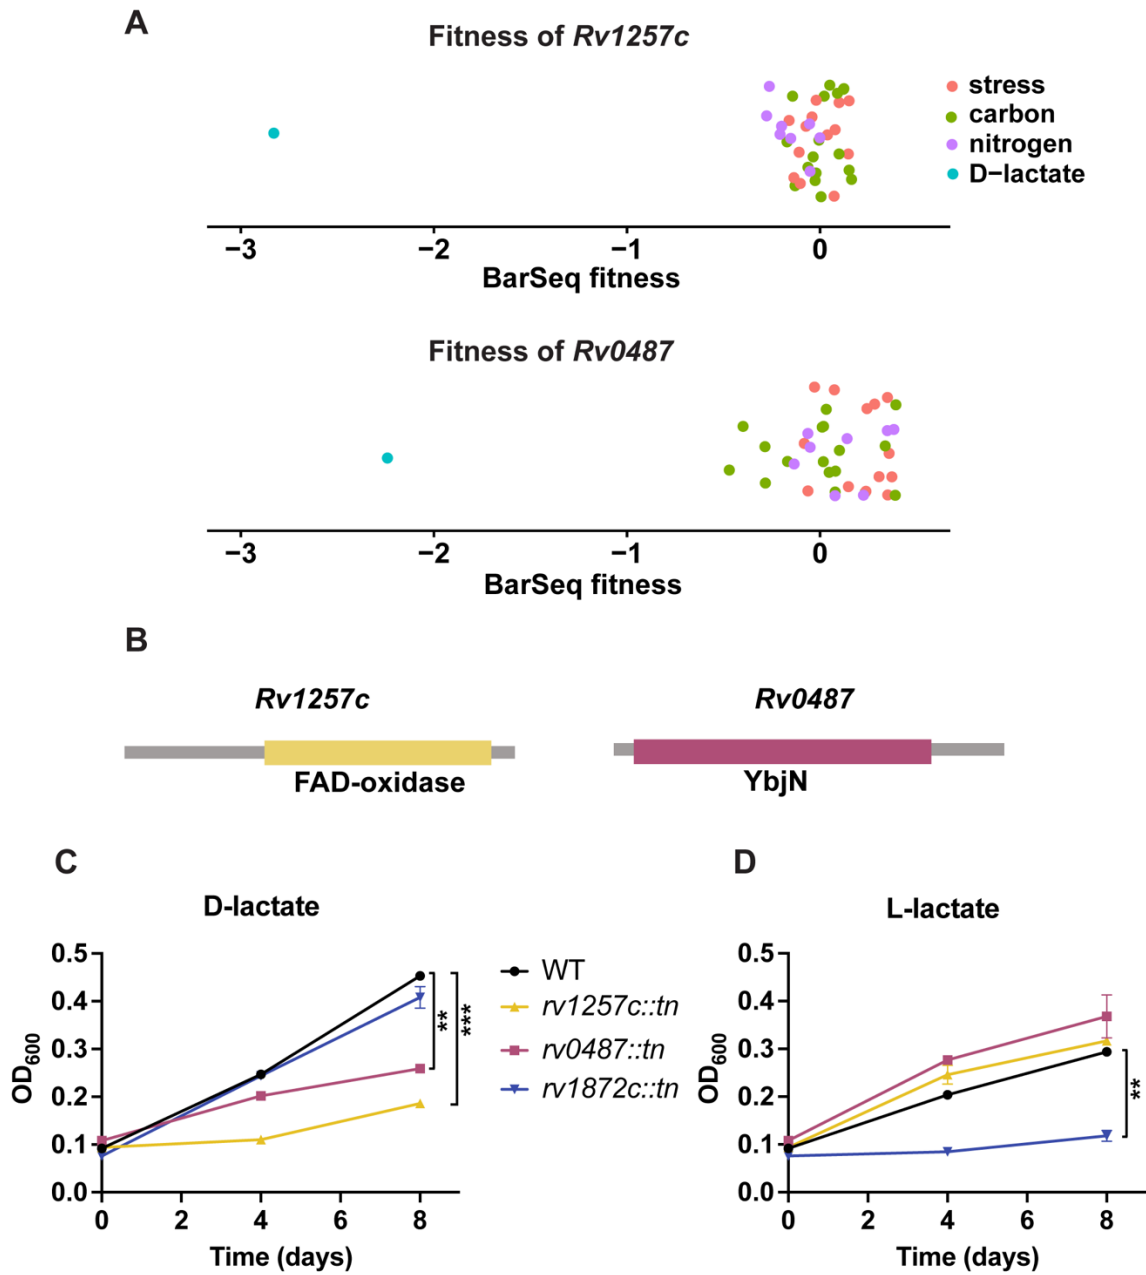 A
Fitness of Rv1257c
stress
carbon
nitrogen
D−lactate
−3 −2 −1 0
BarSeq fitness
Fitness of Rv0487
−3 −2 −1 0
BarSeq fitness
B
Rv1257c Rv0487
FAD-oxidase YbjN
C D
D-lactate L-lactate
0.5
0.4
0.3
0.2
0.1
0.0
OD600
0 2 4 6 8
Time (days)
** ***
WT
rv1257c::tn
rv0487::tn
rv1872c::tn
0.5
0.4
0.3
0.2
0.1
0.0
OD600
0 2 4 6 8
Time (days)
**